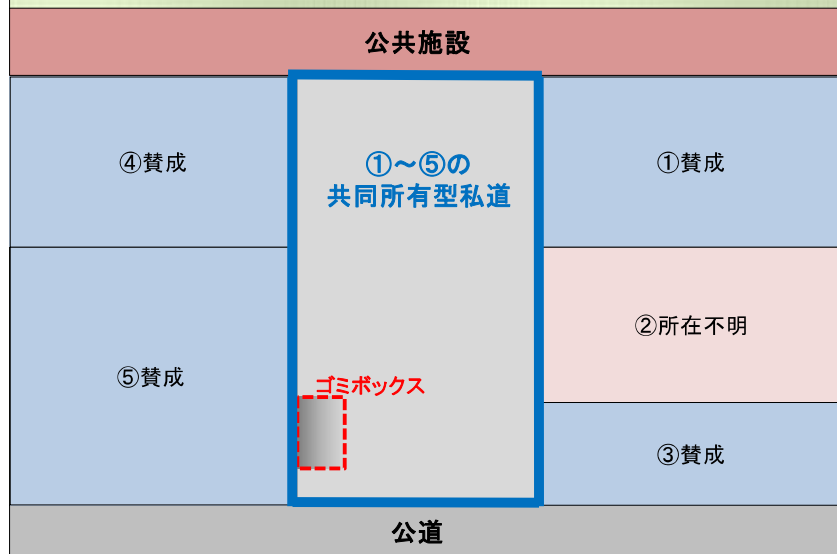 公共施設
④賛成
①～⑤の
共同所有型私道
①賛成
②所在不明
⑤賛成
ゴミボックス
③賛成
公道